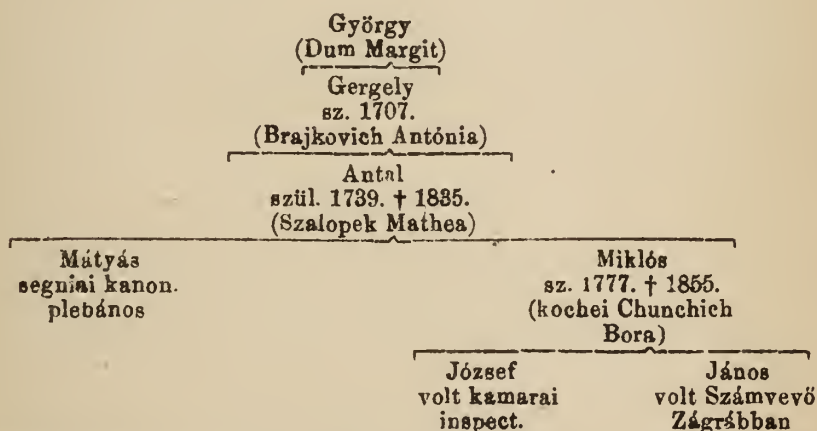 György
(Dum Margit)
Gergely
sz. 1707.
(Brajkovich Antónia)
Antal
szül. 1739. † 1835.
(Szalopek Mathea)
Mátyás
segniai kanon.
plebános
Miklós
sz. 1777. † 1855.
(kochei Chunchich
Bora)
József
volt kamarai
inspect.
János
volt Számvevő
Zágrábban